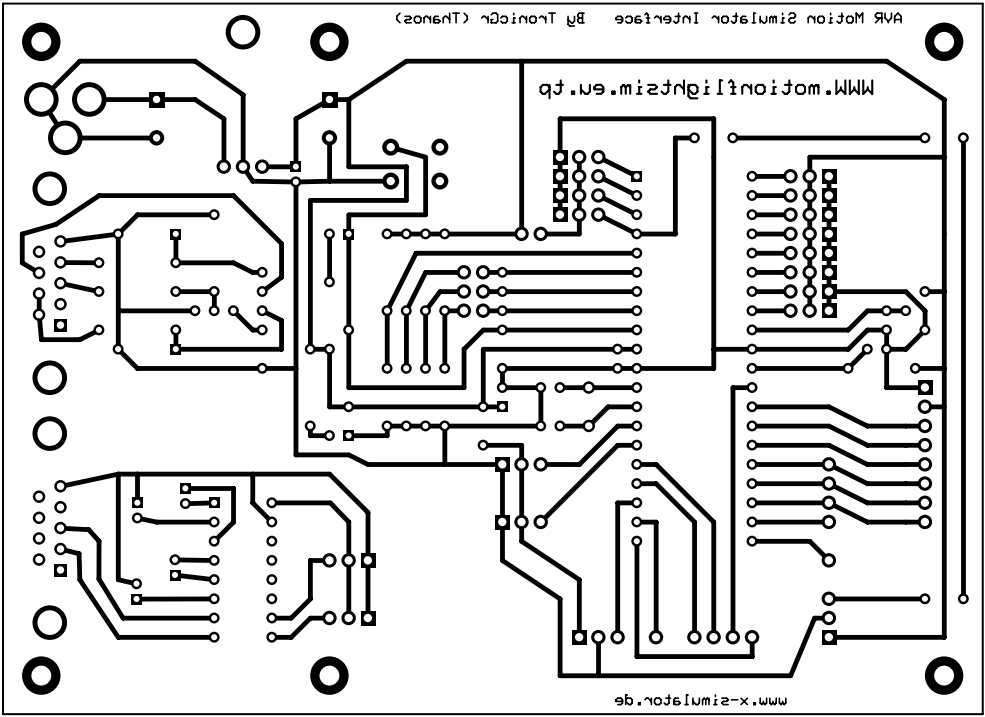 AVR Motion Simulator Interface By TronicGr (Thanos)
WWW.motionflightsim.eu.tp
www.x-simulator.de